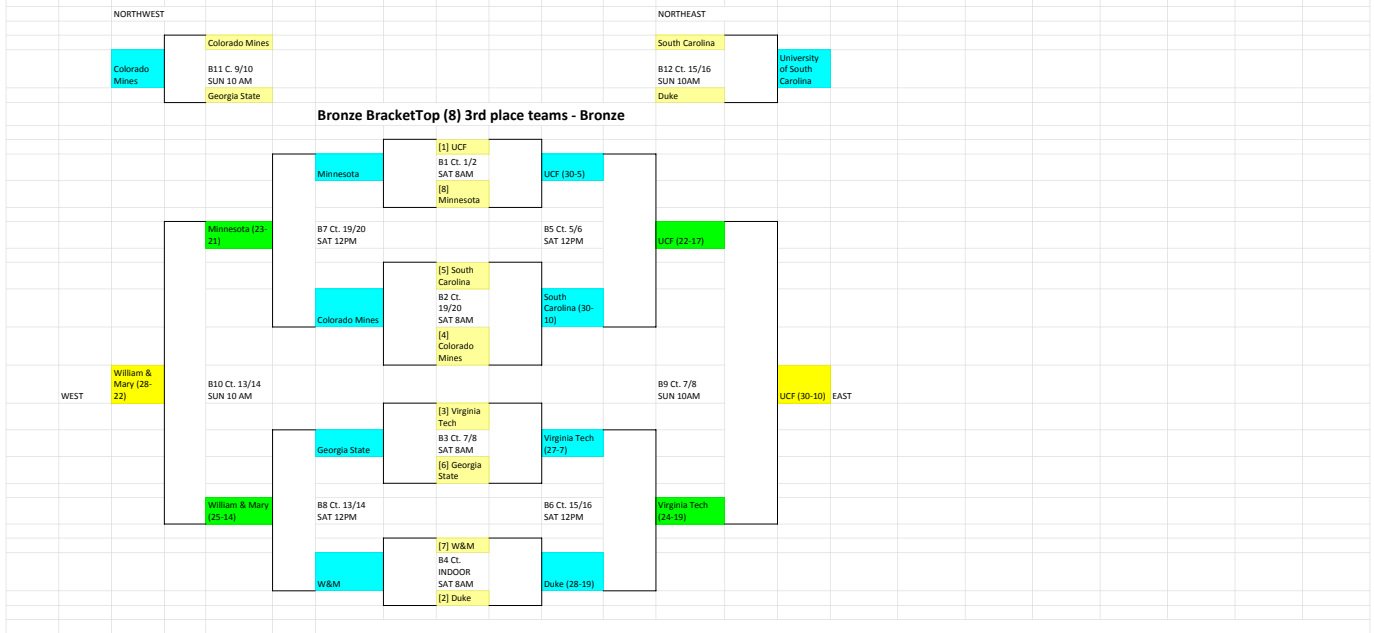 NORTHWEST
NORTHEAST
Colorado Mines
South Carolina
Colorado
Mines
B11 C. 9/10
SUN 10 AM
B12 Ct. 15/16
SUN 10AM
University
of South
Carolina
Georgia State
Duke
Bronze BracketTop (8) 3rd place teams - Bronze
[1] UCF
Minnesota
B1 Ct. 1/2
SAT 8AM
UCF (30-5)
[8]
Minnesota
Minnesota (23-
21)
B7 Ct. 19/20
SAT 12PM
B5 Ct. 5/6
SAT 12PM
UCF (22-17)
[5] South
Carolina
Colorado Mines
B2 Ct.
19/20
SAT 8AM
South
Carolina (30-
10)
[4]
Colorado
Mines
WEST
William &
Mary (28-
22)
B10 Ct. 13/14
SUN 10 AM
B9 Ct. 7/8
SUN 10AM
UCF (30-10)
EAST
[3] Virginia
Tech
Georgia State
B3 Ct. 7/8
SAT 8AM
Virginia Tech
(27-7)
[6] Georgia
State
William & Mary
(25-14)
B8 Ct. 13/14
SAT 12PM
B6 Ct. 15/16
SAT 12PM
Virginia Tech
(24-19)
[7] W&M
W&M
B4 Ct.
INDOOR
SAT 8AM
Duke (28-19)
[2] Duke